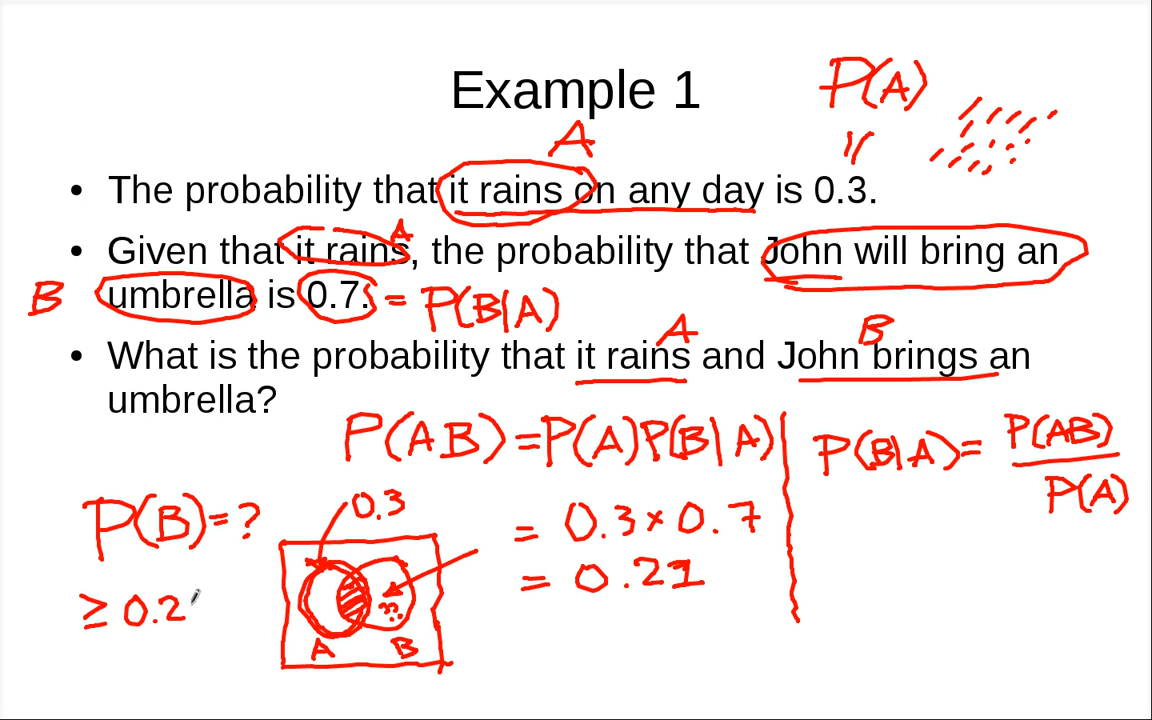 Example 1
P(A)
=
A
• The probability that it rains on any day is 0.3.
A
• Given that it rains, the probability that John will bring an
B umbrella is 0.7. = P(B|A)
A B
• What is the probability that it rains and John brings an
umbrella?
P(AB) = P(A)P(B|A)
P(B|A) = P(AB)
P(A)
P(B) = ?
0.3
= 0.3 × 0.7
= 0.21
≥ 0.2
??
A B